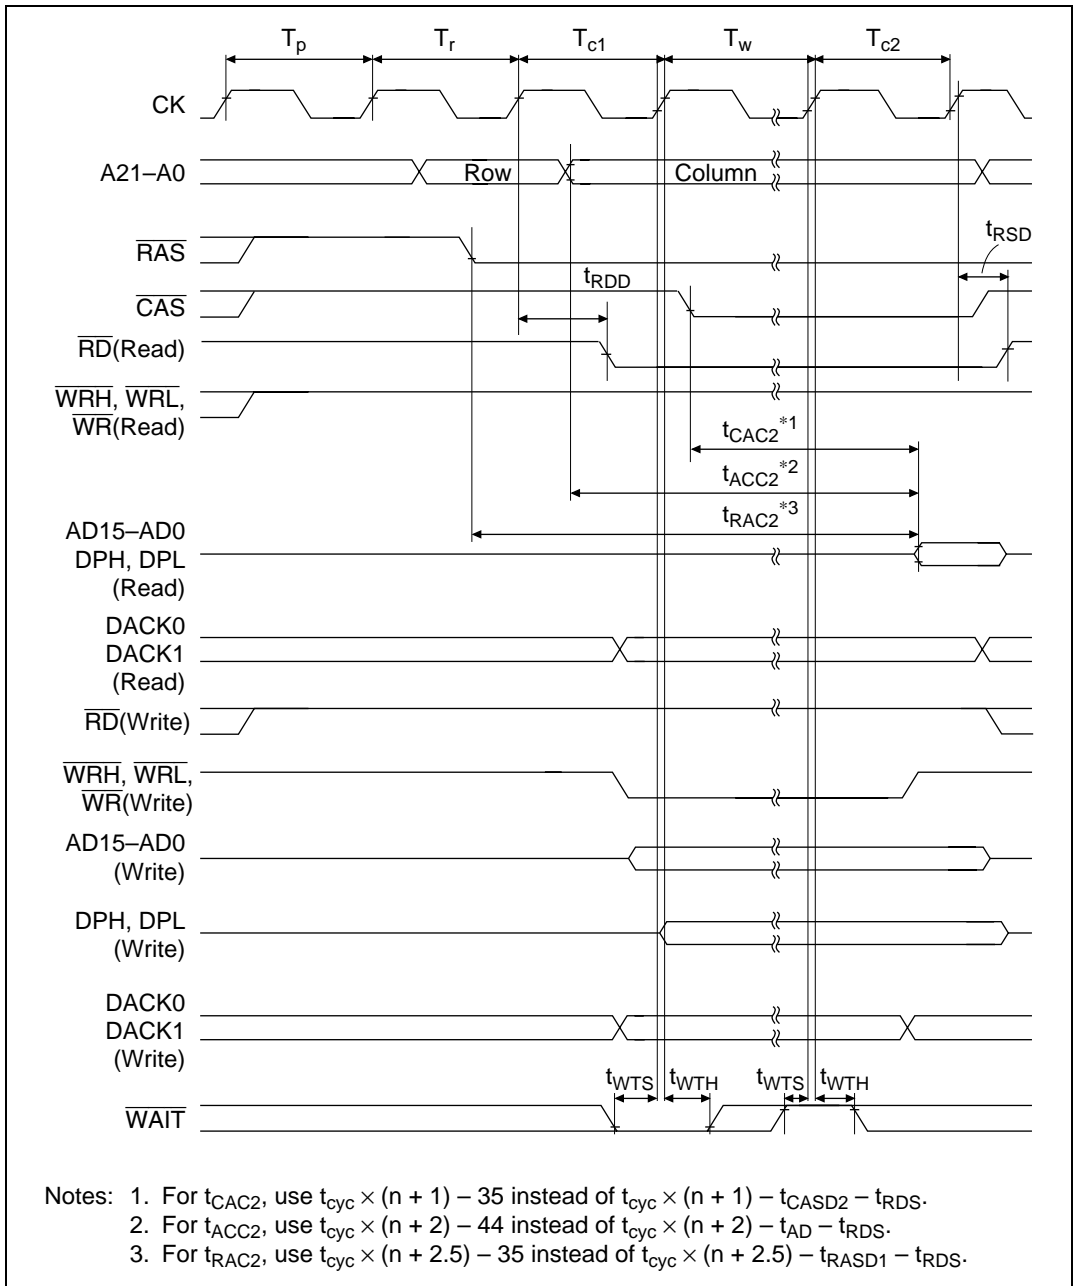 Tp Tr Tc1 Tw Tc2
CK
A21–A0 Row Column
RAS
tRSD
tRDD
CAS
RD(Read)
WRH, WRL,
WR(Read)
tCAC2*1
tACC2*2
tRAC2*3
AD15–AD0
DPH, DPL
(Read)
DACK0
DACK1
(Read)
RD(Write)
WRH, WRL,
WR(Write)
AD15–AD0
(Write)
DPH, DPL
(Write)
DACK0
DACK1
(Write)
tWTS tWTH tWTS tWTH
WAIT
Notes: 1. For tCAC2, use tcyc × (n + 1) – 35 instead of tcyc × (n + 1) – tCASD2 – tRDS.
2. For tACC2, use tcyc × (n + 2) – 44 instead of tcyc × (n + 2) – tAD – tRDS.
3. For tRAC2, use tcyc × (n + 2.5) – 35 instead of tcyc × (n + 2.5) – tRASD1 – tRDS.